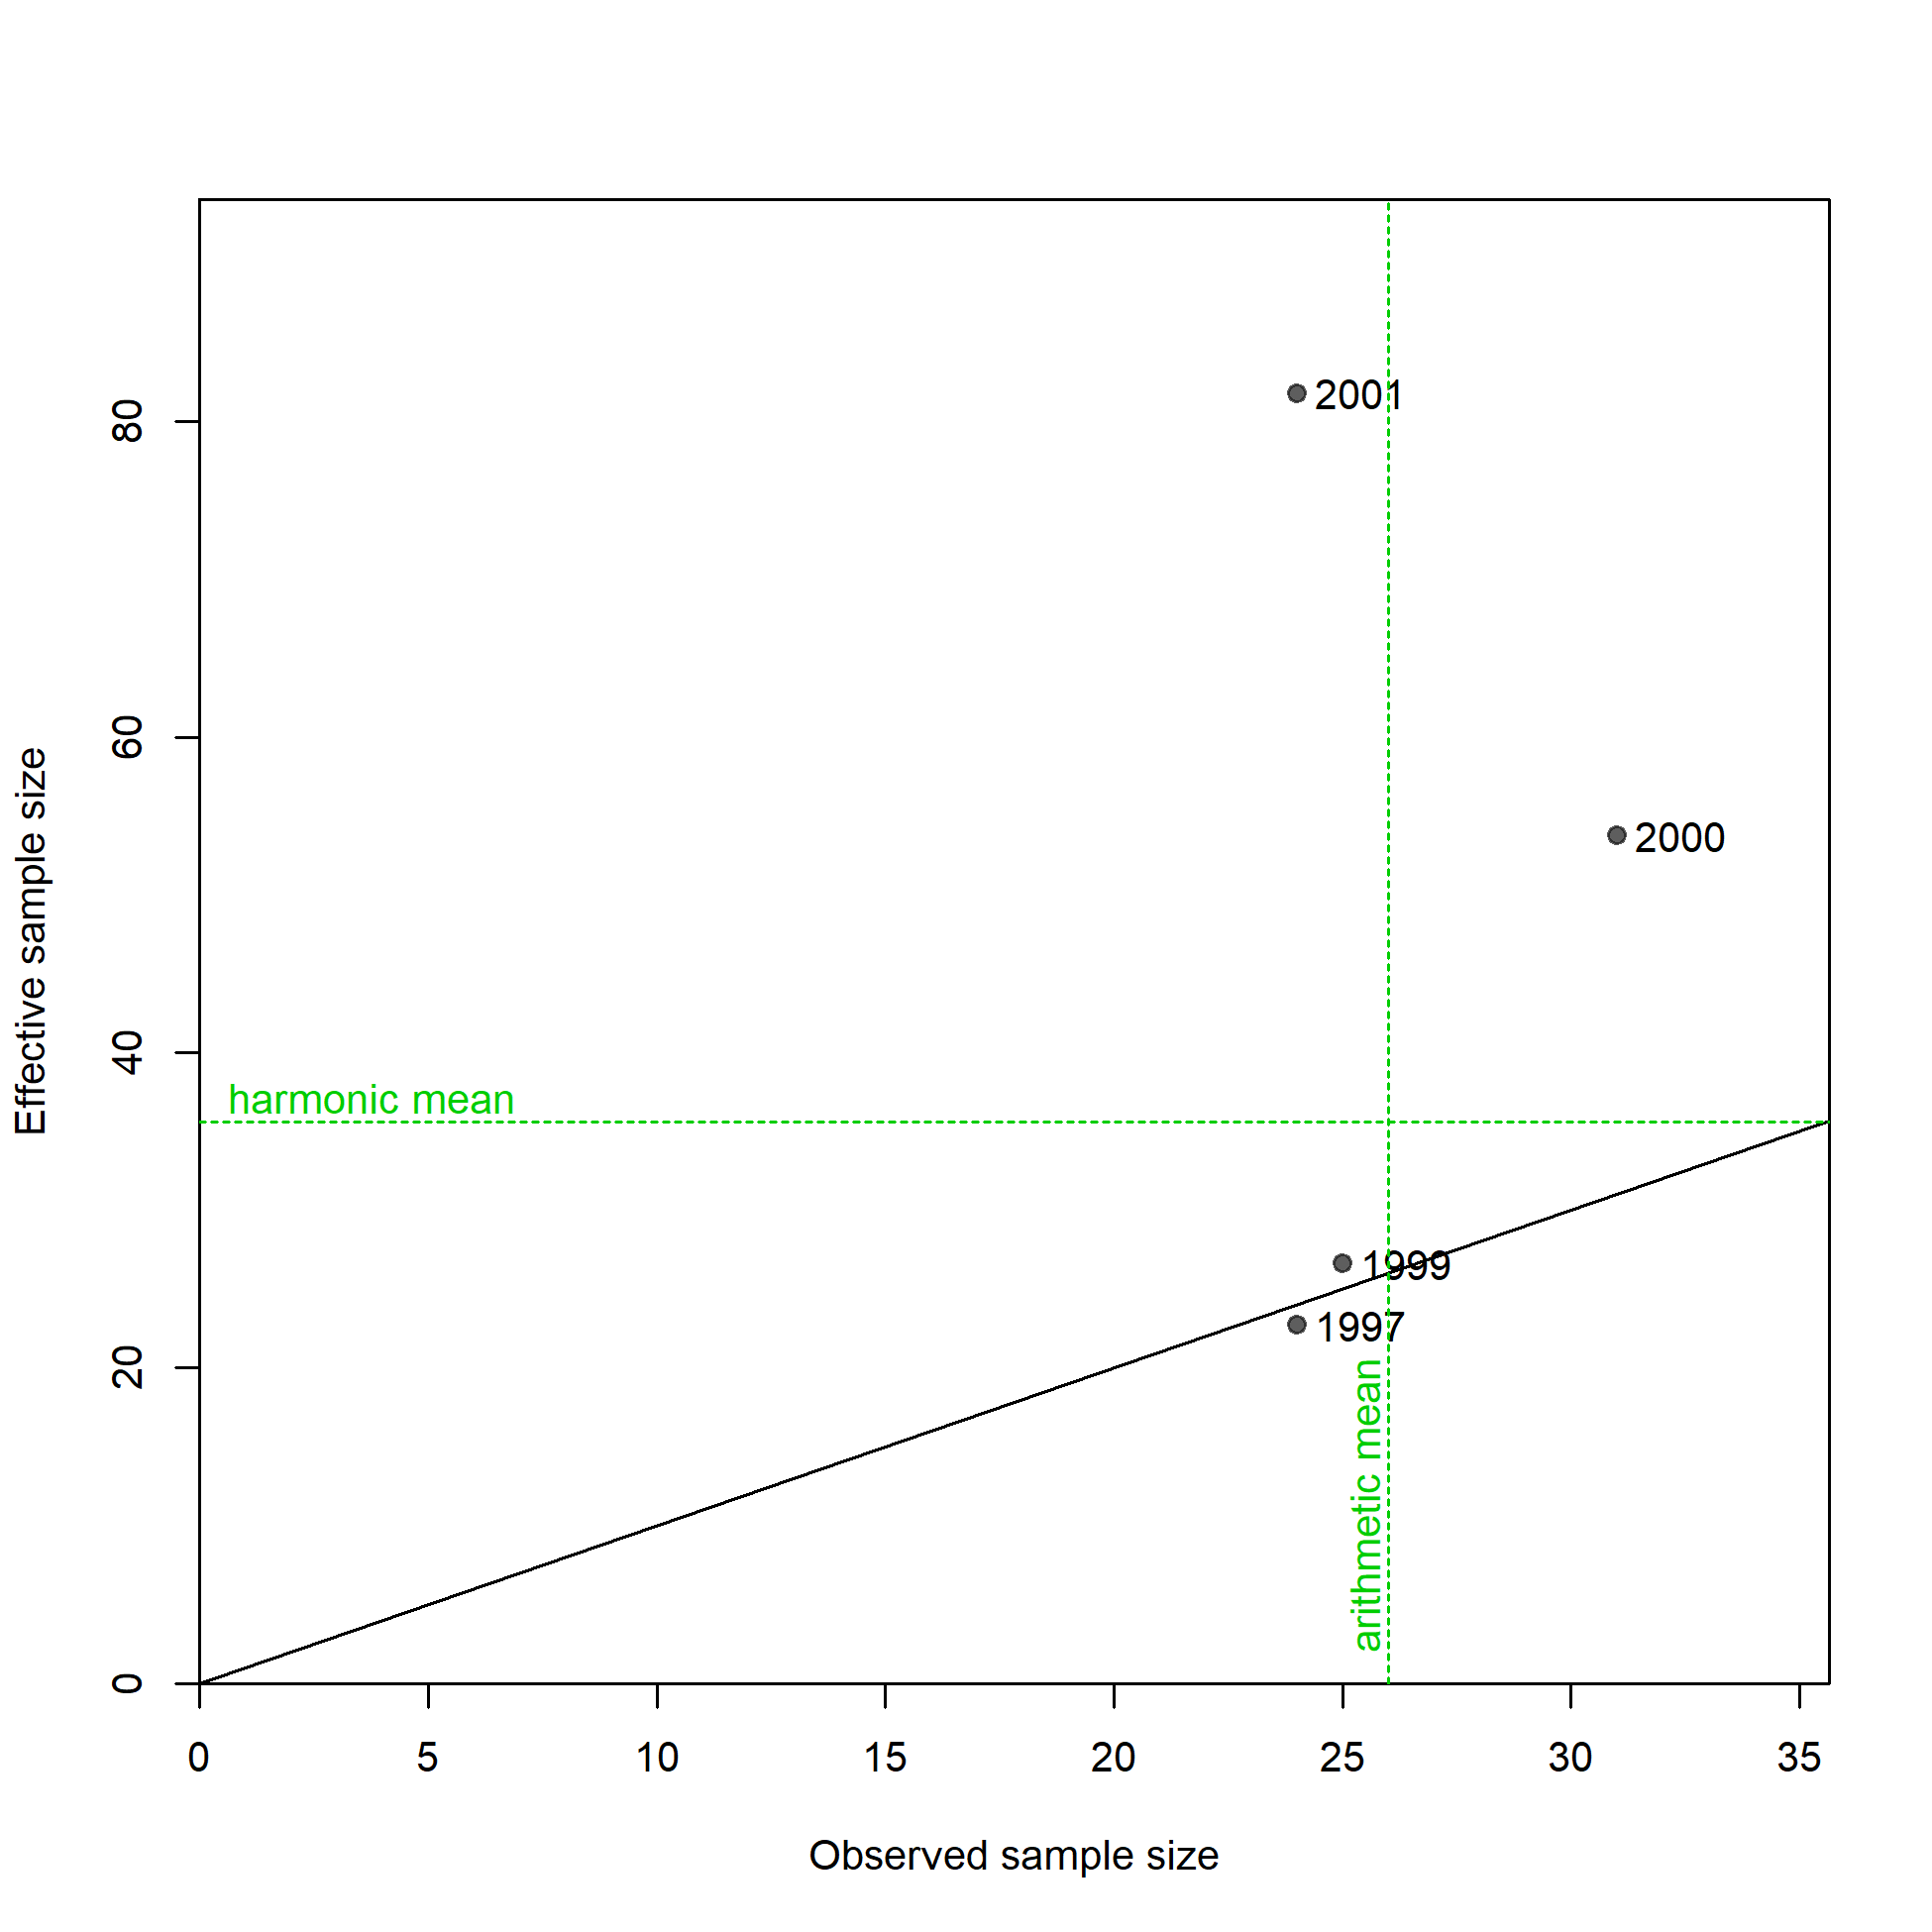 2001
2000
harmonic mean
1999
1997
arithmetic mean
Effective sample size
80
60
40
20
0
0 5 10 15 20 25 30 35
Observed sample size